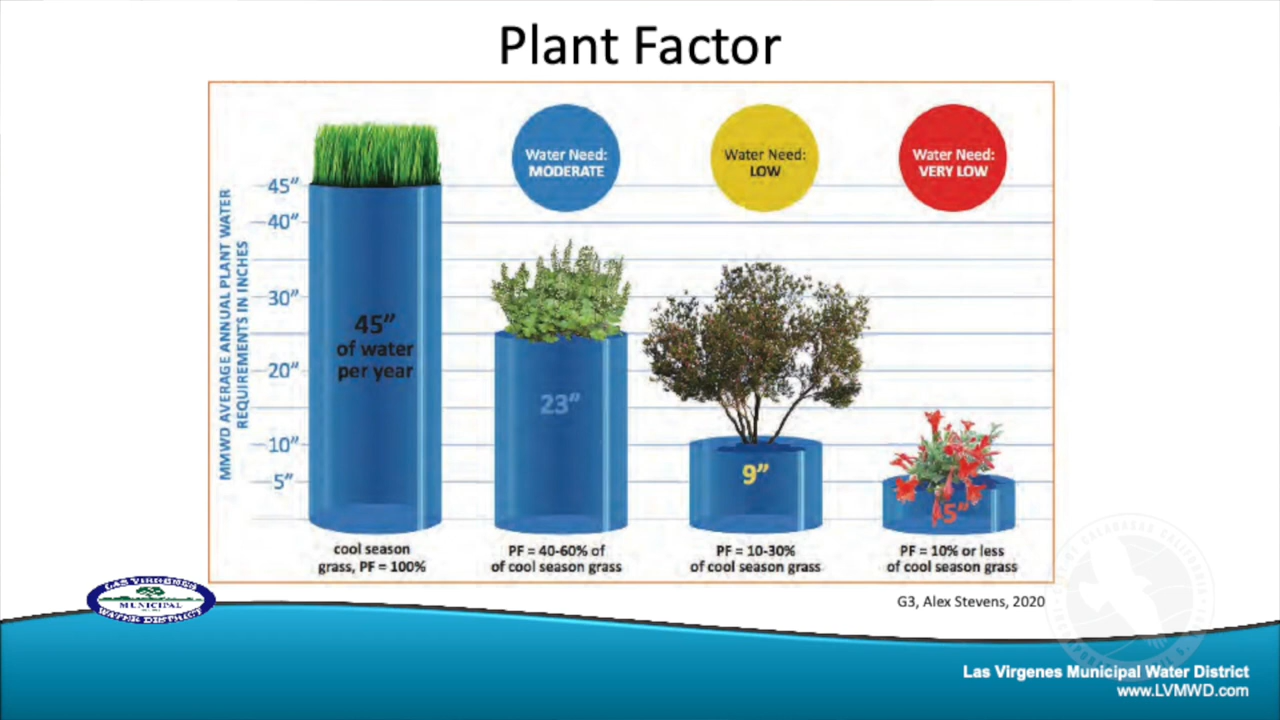 Plant Factor
Water Need:
MODERATE
Water Need:
LOW
Water Need:
VERY LOW
MMWD AVERAGE ANNUAL PLANT WATER
REQUIREMENTS IN INCHES
45”
40”
30”
20”
10”
5”
45”
of water
per year
23”
9”
cool season
grass, PF = 100%
PF = 40-60% of
of cool season grass
PF = 10-30%
of cool season grass
PF = 10% or less
of cool season grass
G3, Alex Stevens, 2020
LAS VIRGENES
MUNICIPAL
WATER DISTRICT
Las Virgenes Municipal Water District
www.LVMWD.com